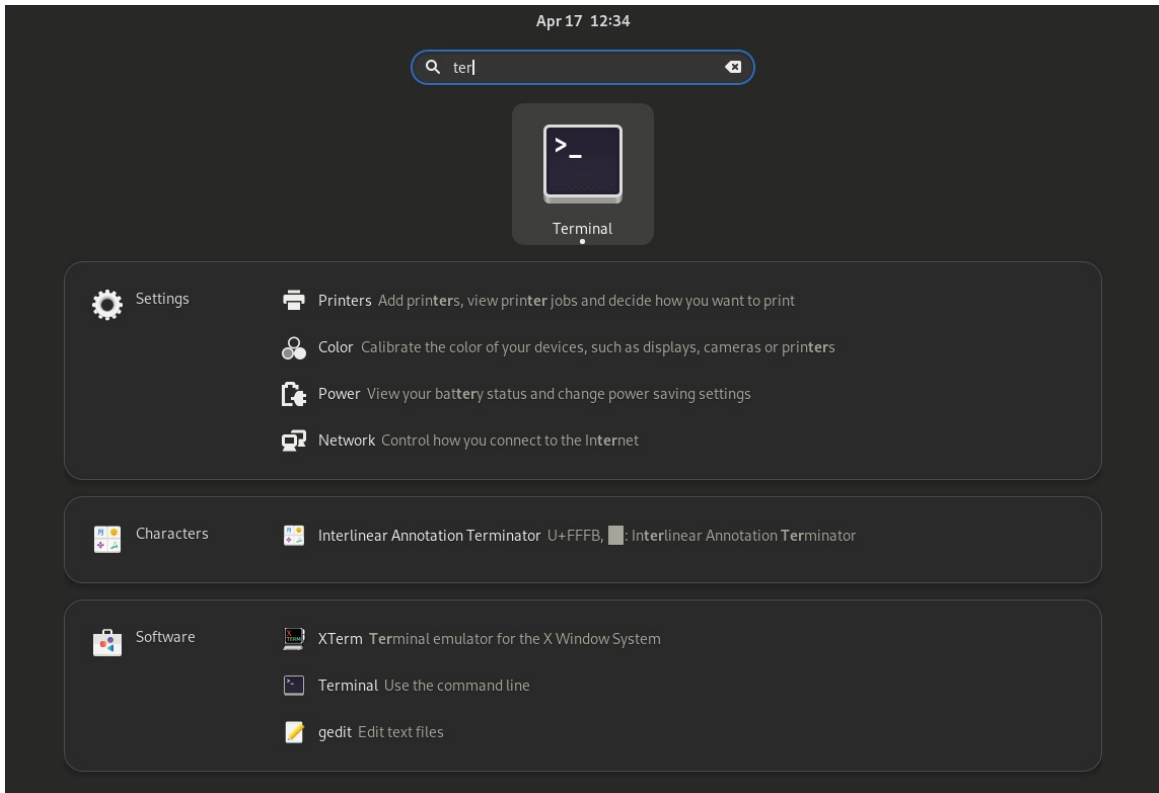 Apr 17 12:34
ter
>_
Terminal
Settings
Printers Add printers, view printer jobs and decide how you want to print
Color Calibrate the color of your devices, such as displays, cameras or printers
Power View your battery status and change power saving settings
Network Control how you connect to the Internet
Characters
Interlinear Annotation Terminator U+FFFB, : Interlinear Annotation Terminator
Software
XTerm Terminal emulator for the X Window System
Terminal Use the command line
gedit Edit text files